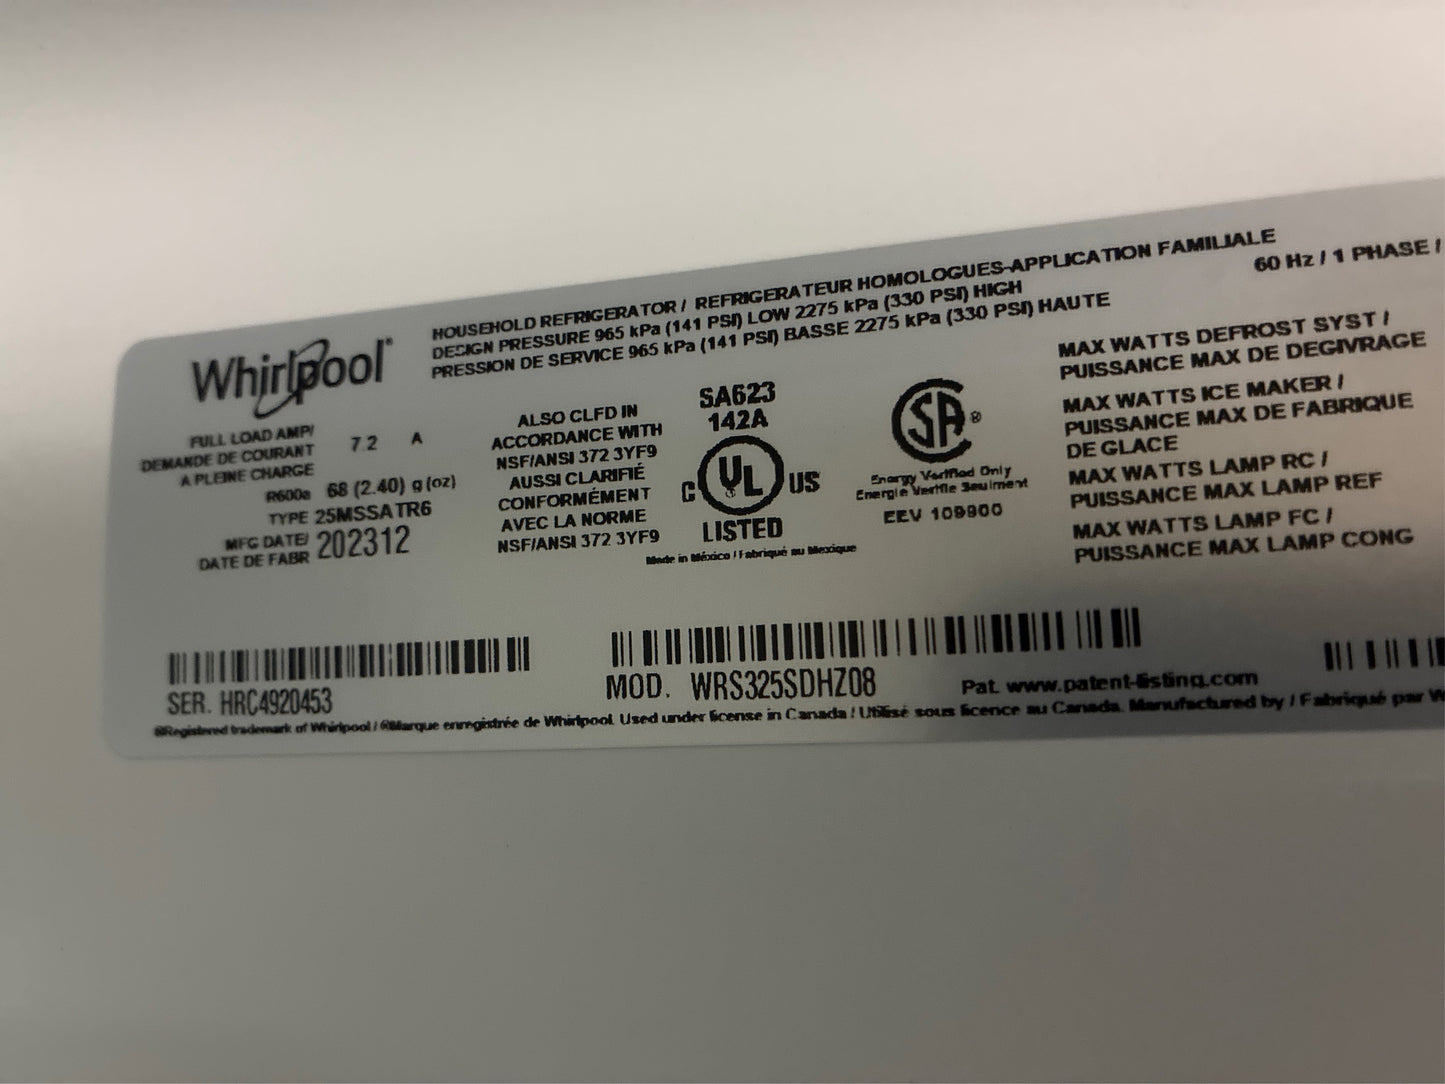 Whirlpool®
HOUSEHOLD REFRIGERATOR / REFRIGERATEUR HOMOLOGUES-APPLICATION FAMILIALE
DESIGN PRESSURE 965 kPa (141 PSI) LOW 2275 kPa (330 PSI) HIGH
PRESSION DE SERVICE 965 kPa (141 PSI) BASSE 2275 kPa (330 PSI) HAUTE
60 Hz / 1 PHASE /
FULL LOAD AMP/
DEMANDE DE COURANT 7.2 A
A PLEINE CHARGE
R600a 68 (2.40) g (oz)
TYPE 25MSSATR6
MFG DATE/
DATE DE FABR 202312
ALSO CLFD IN
ACCORDANCE WITH
NSF/ANSI 372 3YF9
AUSSI CLARIFIÉ
CONFORMÉMENT
AVEC LA NORME
NSF/ANSI 372 3YF9
SA623
142A
C UL US
LISTED
Made in México / Fabriqué au Mexique
SA ®
Energy Verified Only
Energie Verifie Seulment
EEV 109900
MAX WATTS DEFROST SYST /
PUISSANCE MAX DE DEGIVRAGE
MAX WATTS ICE MAKER /
PUISSANCE MAX DE FABRIQUE
DE GLACE
MAX WATTS LAMP RC /
PUISSANCE MAX LAMP REF
MAX WATTS LAMP FC /
PUISSANCE MAX LAMP CONG
SER. HRC4920453
MOD. WRS325SDHZ08
Pat. www.patent-listing.com
®Registered trademark of Whirlpool / ®Marque enregistrée de Whirlpool. Used under license in Canada / Utilisé sous licence au Canada. Manufactured by / Fabriqué par W